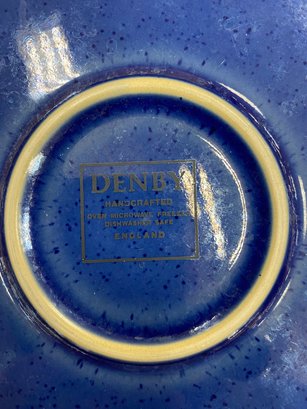 DENBY
HANDCRAFTED
OVEN MICROWAVE FREEZER
DISHWASHER SAFE
ENGLAND